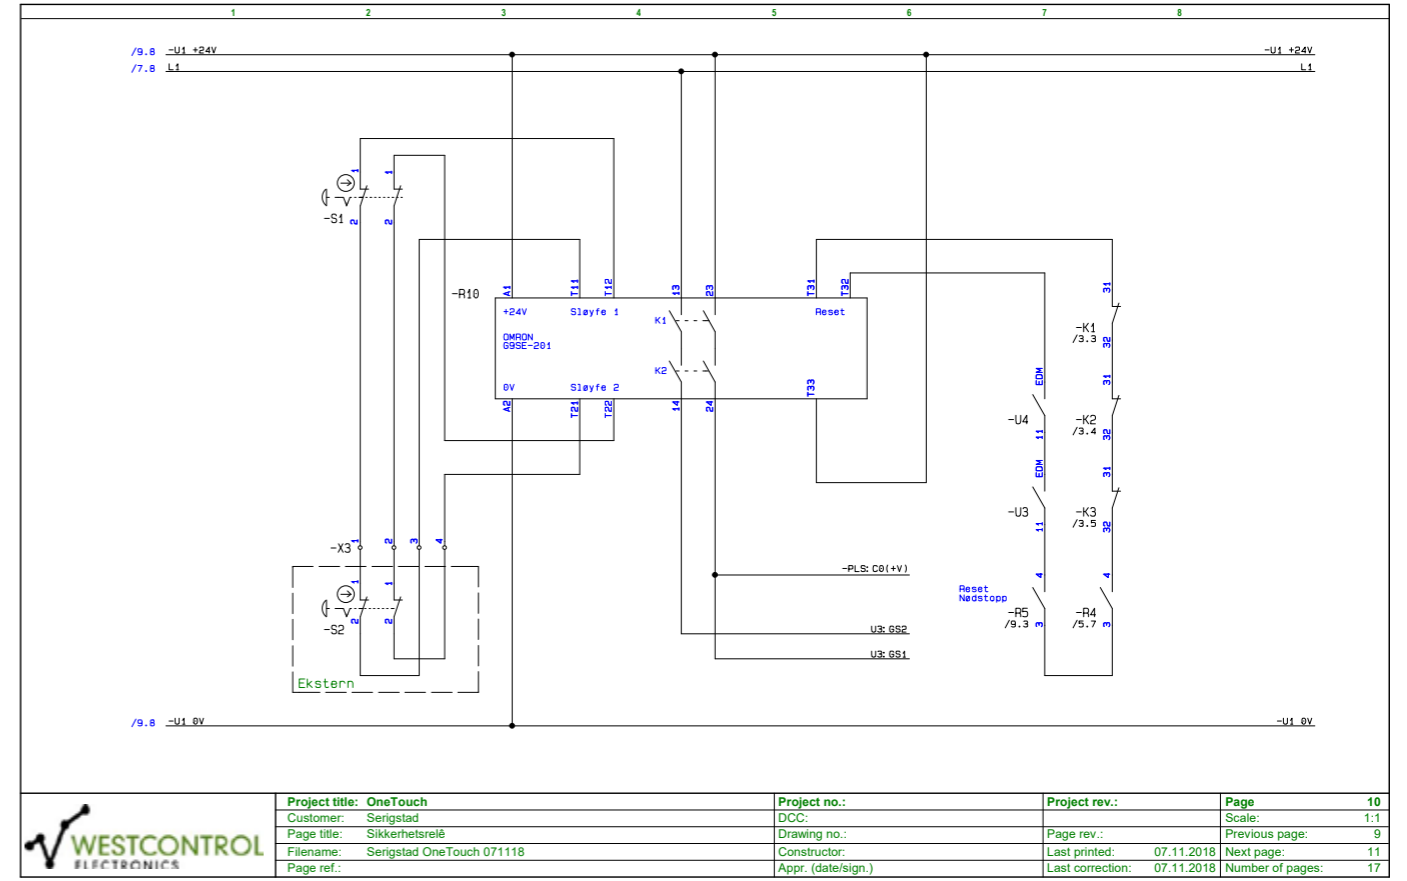 1 2 3 4 5 6 7 8
/9.8 -U1 +24V -U1 +24V
/7.8 L1 L1
1 1
-S1 2 2
-R10 A1 T11 T12 13 23 T31 T32
+24V Sløyfe 1 Reset
K1
OMRON
G9SE-201
K2
0V Sløyfe 2 T33
A2 T21 T22 14 24
31
-K1
/3.3 32
EDM 31
-U4 11 -K2
/3.4 32
EDM 31
-U3 11 -K3
/3.5 32
-X3 1 2 3 4
-PLS: C0(+V)
1 1
Reset
Nødstopp
4 4
-R5 -R4
/9.3 3 /5.7 3
-S2 2 2
U3: GS2
U3: GS1
Ekstern
/9.8 -U1 0V -U1 0V
WESTCONTROL
ELECTRONICS
Project title: OneTouch Project no.: Project rev.: Page 10
Customer: Serigstad DCC: Scale: 1:1
Page title: Sikkerhetsrelê Drawing no.: Page rev.: Previous page: 9
Filename: Serigstad OneTouch 071118 Constructor: Last printed: 07.11.2018 Next page: 11
Page ref.: Appr. (date/sign.) Last correction: 07.11.2018 Number of pages: 17